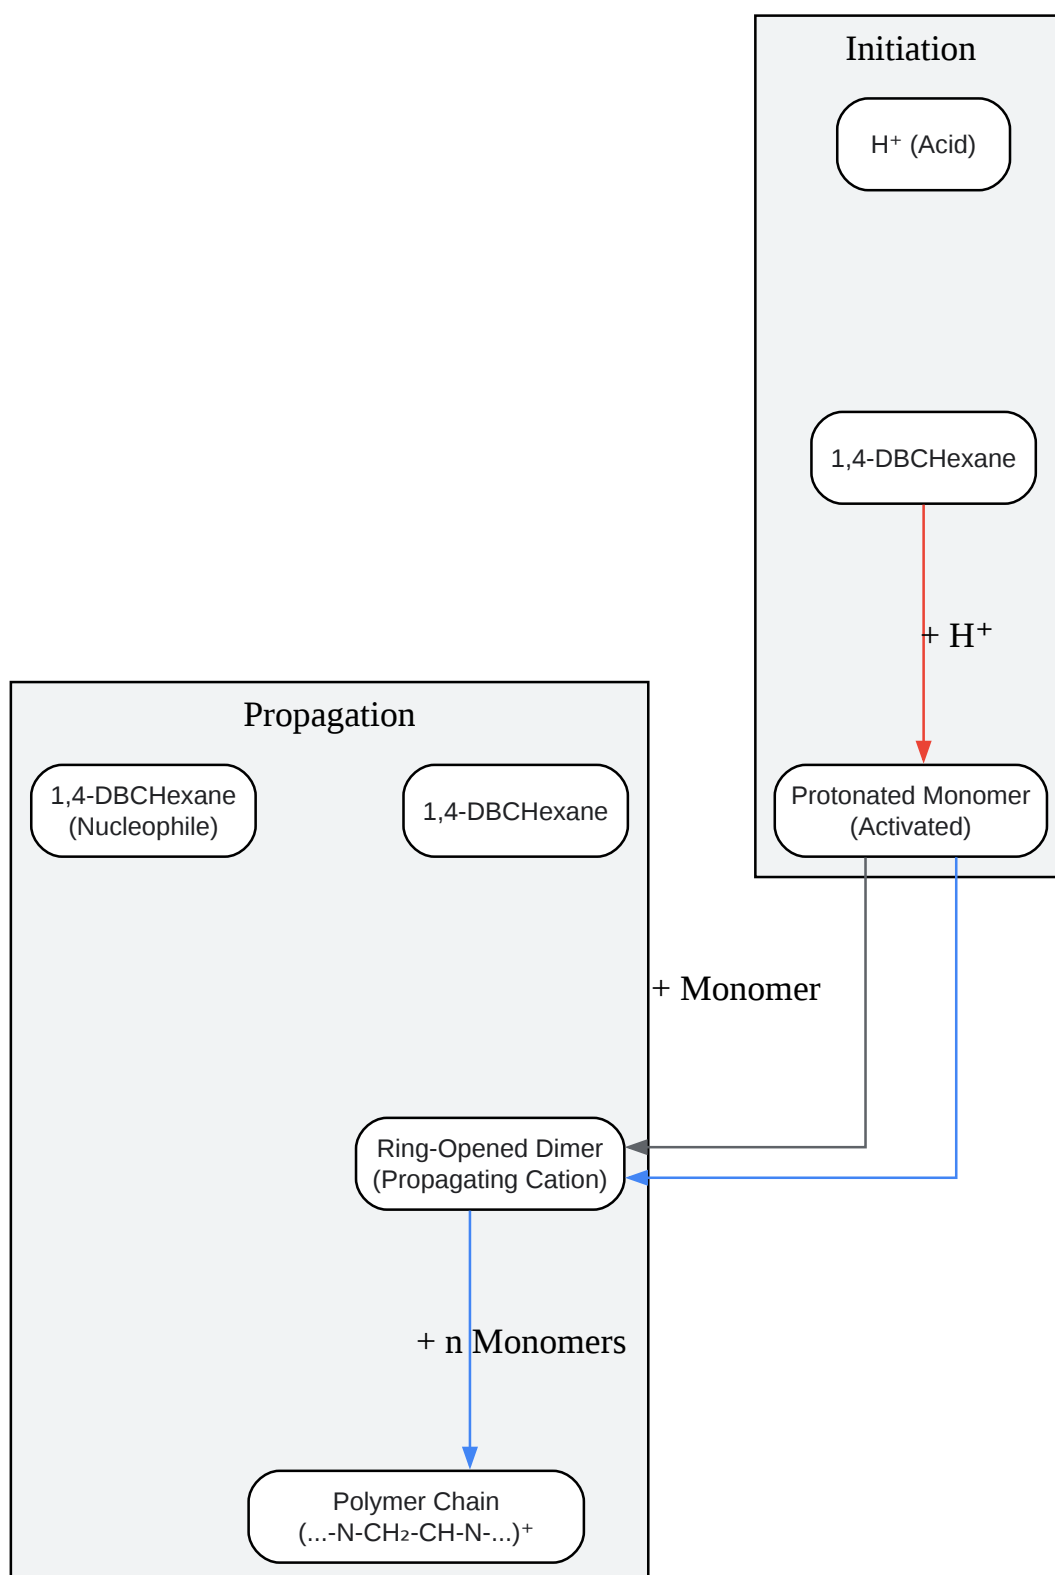 Initiation
H⁺ (Acid)
1,4-DBCHexane
+ H⁺
Protonated Monomer
(Activated)
Propagation
1,4-DBCHexane
(Nucleophile)
1,4-DBCHexane
+ Monomer
Ring-Opened Dimer
(Propagating Cation)
+ n Monomers
Polymer Chain
(...-N-CH₂-CH-N-...)⁺